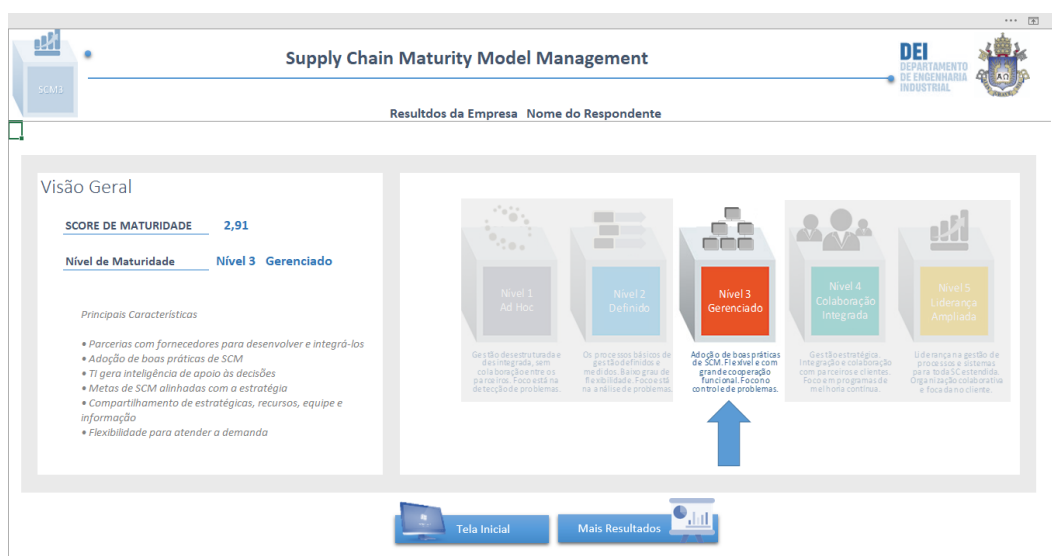 SCM3
Supply Chain Maturity Model Management
DEI
DEPARTAMENTO
DE ENGENHARIA
INDUSTRIAL
Resultdos da Empresa Nome do Respondente
Visão Geral
SCORE DE MATURIDADE 2,91
Nível de Maturidade Nível 3 Gerenciado
Principais Características
• Parcerias com fornecedores para desenvolver e integrá-los
• Adoção de boas práticas de SCM
• TI gera inteligência de apoio às decisões
• Metas de SCM alinhadas com a estratégia
• Compartilhamento de estratégicas, recursos, equipe e
informação
• Flexibilidade para atender a demanda
Nível 1
Ad Hoc
Gestão desestruturada e
desintegrada, sem
colaboração entre os
parceiros. Foco está na
detecção de problemas.
Nível 2
Definido
Os processos básicos de
gestão definidos e
medidos. Baixo grau de
flexibilidade. Foco está
na análise de problemas.
Nível 3
Gerenciado
Adoção de boas práticas
de SCM. Flexível e com
grande cooperação
funcional. Foco no
controle de problemas.
Nível 4
Colaboração
Integrada
Gestão estratégica.
Integração e colaboração
com parceiros e clientes.
Foco em programas de
melhoria contínua.
Nível 5
Liderança
Ampliada
Liderança na gestão de
processos e sistemas
para toda SC estendida.
Organização colaborativa
e focada no cliente.
Tela Inicial
Mais Resultados